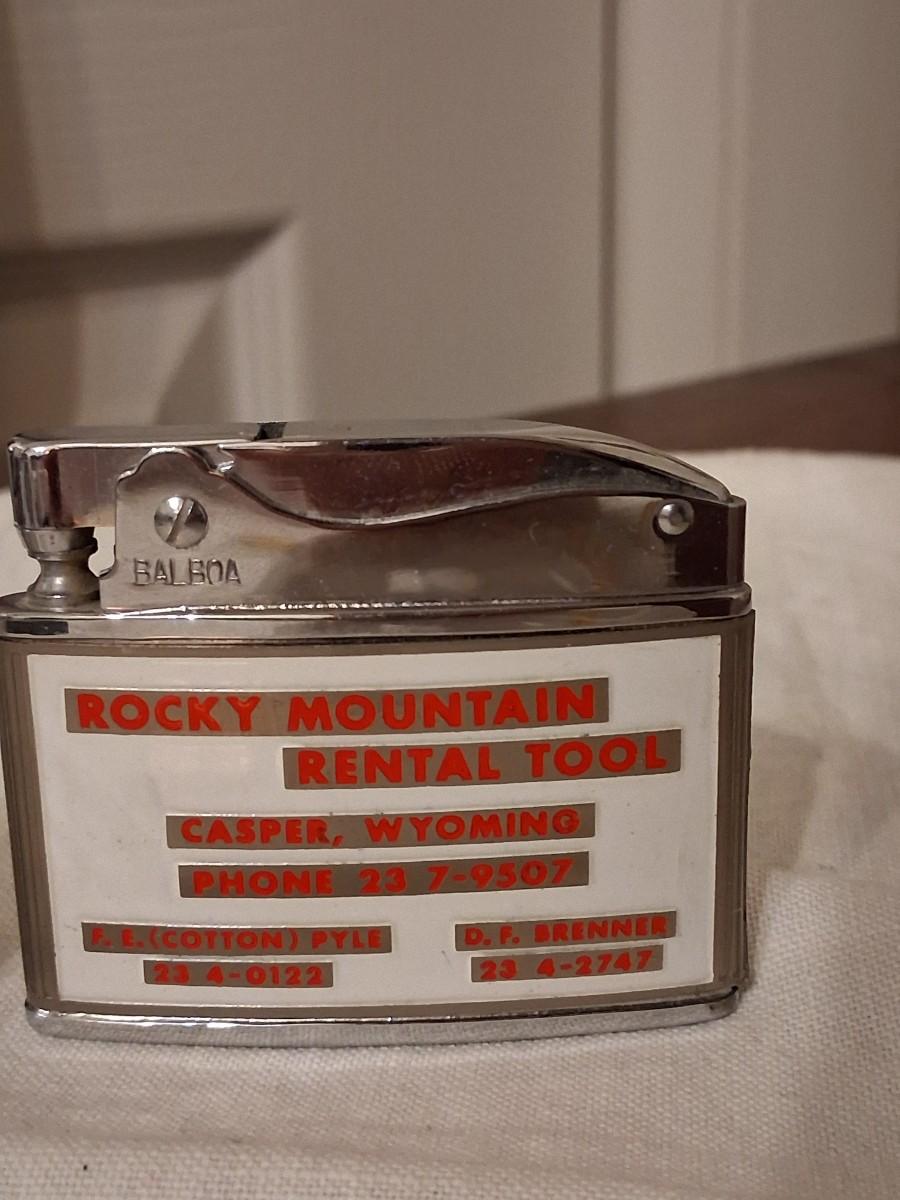 BALBOA
ROCKY MOUNTAIN
RENTAL TOOL
CASPER, WYOMING
PHONE 23 7-9507
F. E. (COTTON) PYLE
23 4-0122
D. F. BRENNER
23 4-2747